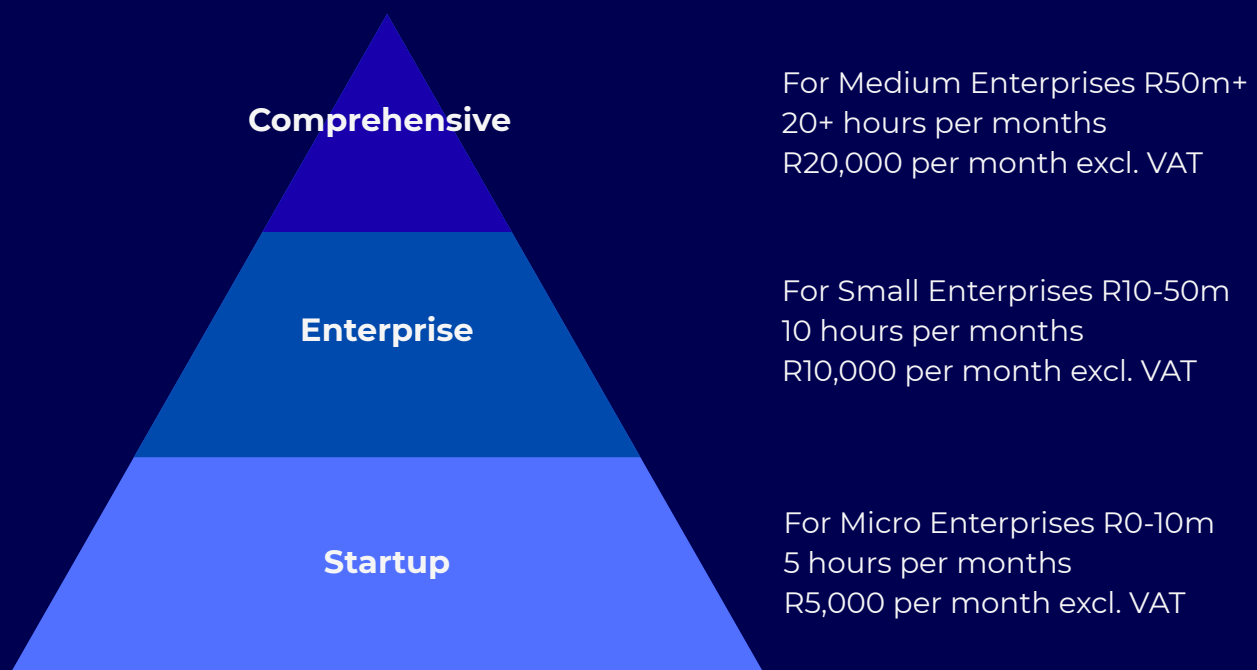 Comprehensive
For Medium Enterprises R50m+
20+ hours per months
R20,000 per month excl. VAT
Enterprise
For Small Enterprises R10-50m
10 hours per months
R10,000 per month excl. VAT
Startup
For Micro Enterprises R0-10m
5 hours per months
R5,000 per month excl. VAT